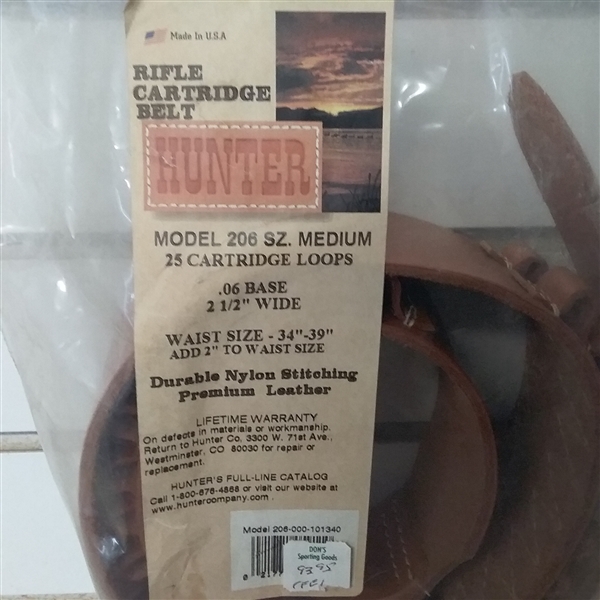 Made In U.S.A
RIFLE
CARTRIDGE
BELT
HUNTER
MODEL 206 SZ. MEDIUM
25 CARTRIDGE LOOPS
.06 BASE
2 1/2" WIDE
WAIST SIZE - 34"-39"
ADD 2" TO WAIST SIZE
Durable Nylon Stitching
Premium Leather
LIFETIME WARRANTY
On defects in materials or workmanship.
Return to Hunter Co, 3300 W. 71st Ave.,
Westminster, CO 80030 for repair or
replacement.
HUNTER'S FULL-LINE CATALOG
Call 1-800-676-4868 or visit our website at
www.huntercompany.com .
Model 206-000-101340
DON'S
Sporting Goods
93.95